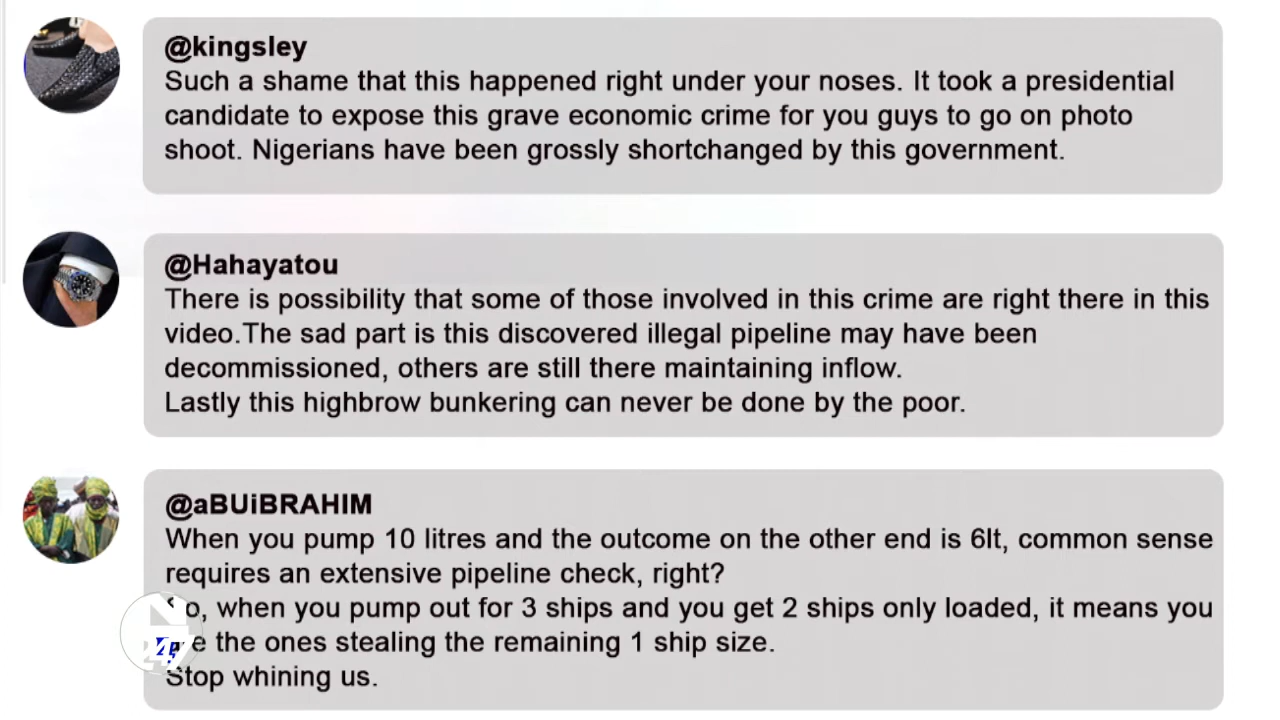 @kingsley
Such a shame that this happened right under your noses. It took a presidential
candidate to expose this grave economic crime for you guys to go on photo
shoot. Nigerians have been grossly shortchanged by this government.
@Hahayatou
There is possibility that some of those involved in this crime are right there in this
video.The sad part is this discovered illegal pipeline may have been
decommissioned, others are still there maintaining inflow.
Lastly this highbrow bunkering can never be done by the poor.
@aBUiBRAHIM
When you pump 10 litres and the outcome on the other end is 6lt, common sense
requires an extensive pipeline check, right?
So, when you pump out for 3 ships and you get 2 ships only loaded, it means you
the ones stealing the remaining 1 ship size.
Stop whining us.
N
247